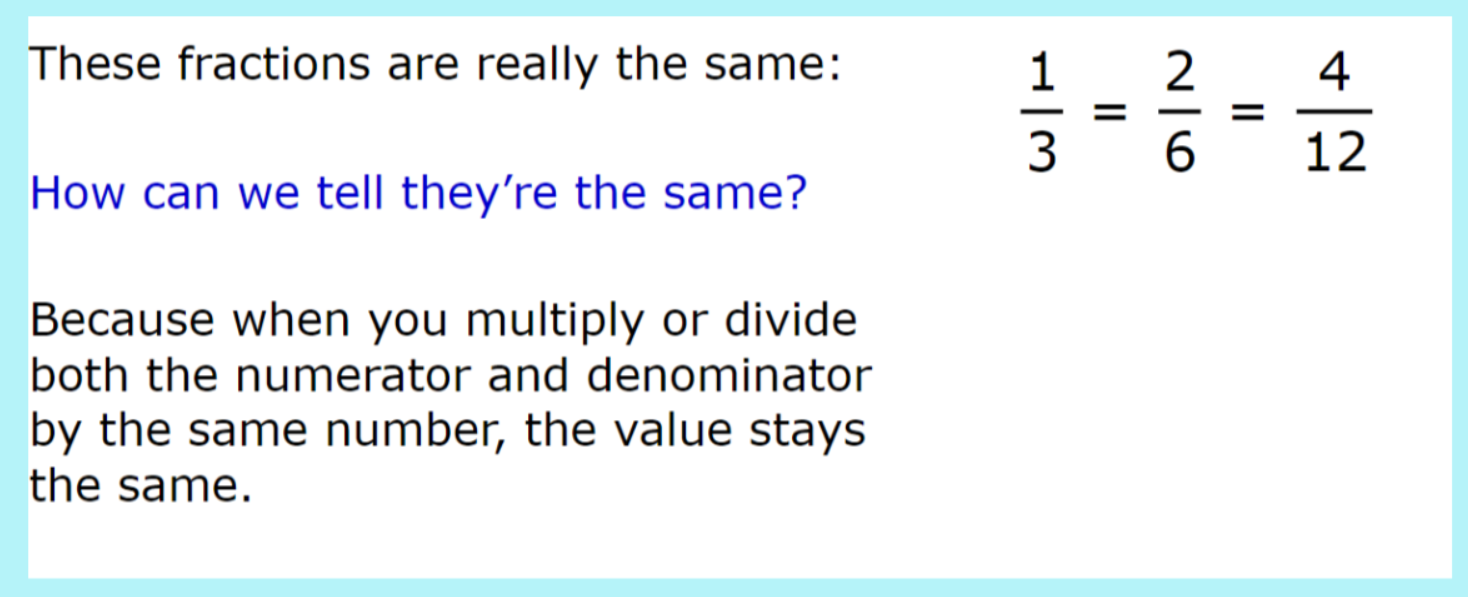 These fractions are really the same:
1/3 = 2/6 = 4/12
How can we tell they’re the same?
Because when you multiply or divide
both the numerator and denominator
by the same number, the value stays
the same.